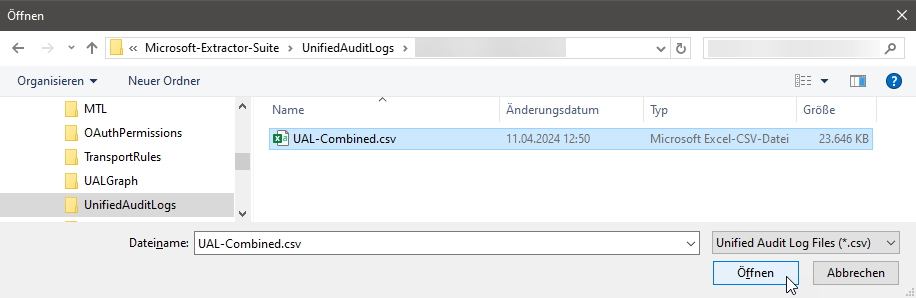 Öffnen
« Microsoft-Extractor-Suite › UnifiedAuditLogs ›
Organisieren Neuer Ordner
Name Änderungsdatum Typ Größe
MTL
OAuthPermissions
TransportRules
UALGraph
UnifiedAuditLogs
UAL-Combined.csv 11.04.2024 12:50 Microsoft Excel-CSV-Datei 23.646 KB
Dateiname: UAL-Combined.csv Unified Audit Log Files (*.csv)
Öffnen Abbrechen